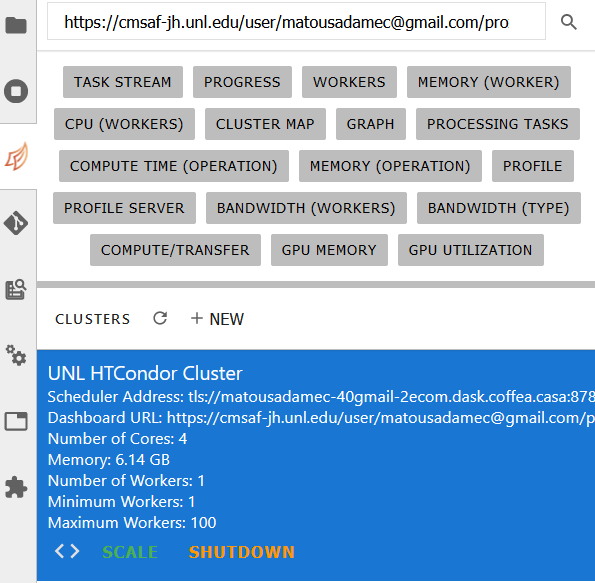 https://cmsaf-jh.unl.edu/user/matousadamec@gmail.com/pro
TASK STREAM PROGRESS WORKERS MEMORY (WORKER)
CPU (WORKERS) CLUSTER MAP GRAPH PROCESSING TASKS
COMPUTE TIME (OPERATION) MEMORY (OPERATION) PROFILE
PROFILE SERVER BANDWIDTH (WORKERS) BANDWIDTH (TYPE)
COMPUTE/TRANSFER GPU MEMORY GPU UTILIZATION
CLUSTERS + NEW
UNL HTCondor Cluster
Scheduler Address: tls://matousadamec-40gmail-2ecom.dask.coffea.casa:878
Dashboard URL: https://cmsaf-jh.unl.edu/user/matousadamec@gmail.com/p
Number of Cores: 4
Memory: 6.14 GB
Number of Workers: 1
Minimum Workers: 1
Maximum Workers: 100
<> SCALE SHUTDOWN